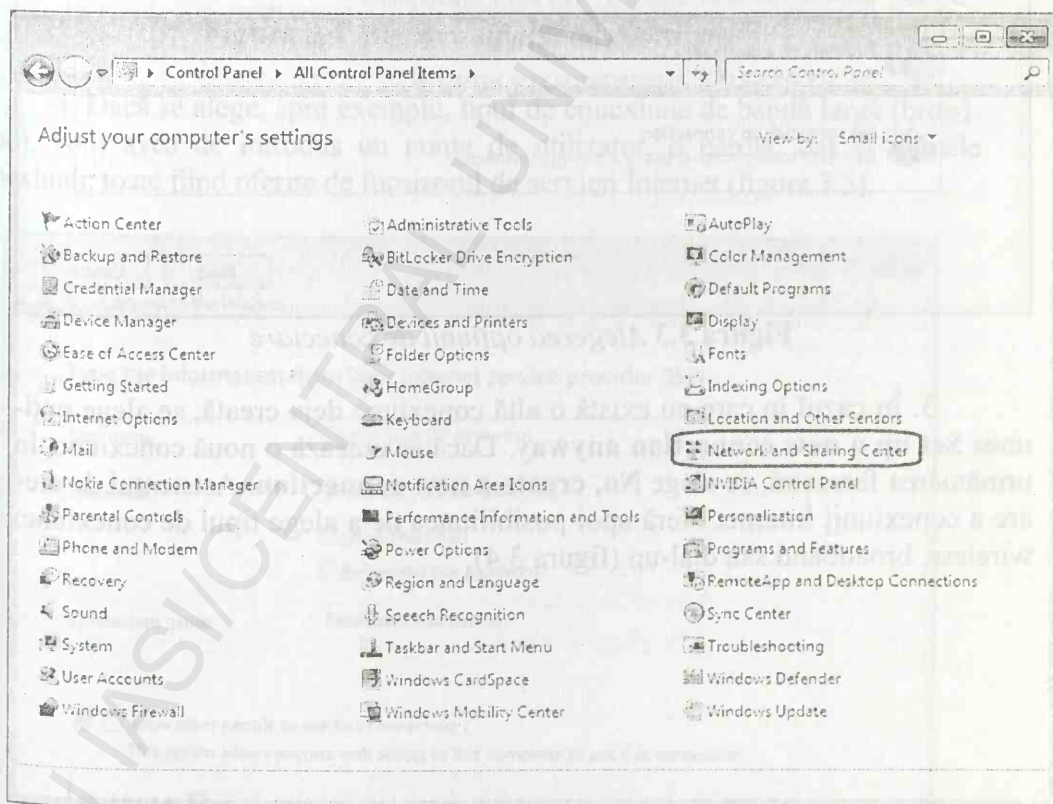 Control Panel ▸ All Control Panel Items ▸
Search Control Panel
Adjust your computer's settings
View by: Small icons
Action Center
Backup and Restore
Credential Manager
Device Manager
Ease of Access Center
Getting Started
Internet Options
Mail
Nokia Connection Manager
Parental Controls
Phone and Modem
Recovery
Sound
System
User Accounts
Windows Firewall
Administrative Tools
BitLocker Drive Encryption
Date and Time
Devices and Printers
Folder Options
HomeGroup
Keyboard
Mouse
Notification Area Icons
Performance Information and Tools
Power Options
Region and Language
Speech Recognition
Taskbar and Start Menu
Windows CardSpace
Windows Mobility Center
AutoPlay
Color Management
Default Programs
Display
Fonts
Indexing Options
Location and Other Sensors
Network and Sharing Center
NVIDIA Control Panel
Personalization
Programs and Features
RemoteApp and Desktop Connections
Sync Center
Troubleshooting
Windows Defender
Windows Update
IASI/CENTRAL UNIVE